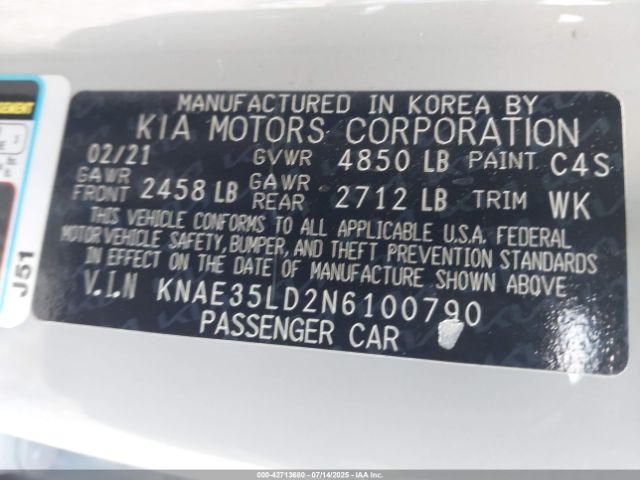 MANUFACTURED IN KOREA BY
KIA MOTORS CORPORATION
02/21 GVWR 4850 LB PAINT C4S
GAWR FRONT 2458 LB GAWR REAR 2712 LB TRIM WK
THIS VEHICLE CONFORMS TO ALL APPLICABLE U.S.A. FEDERAL
MOTOR VEHICLE SAFETY, BUMPER, AND THEFT PREVENTION STANDARDS
IN EFFECT ON THE DATE OF MANUFACTURE SHOWN ABOVE
V.I.N KNAE35LD2N6100790
PASSENGER CAR
J51
000-42713680 - 07/14/2025 - IAAI.COM